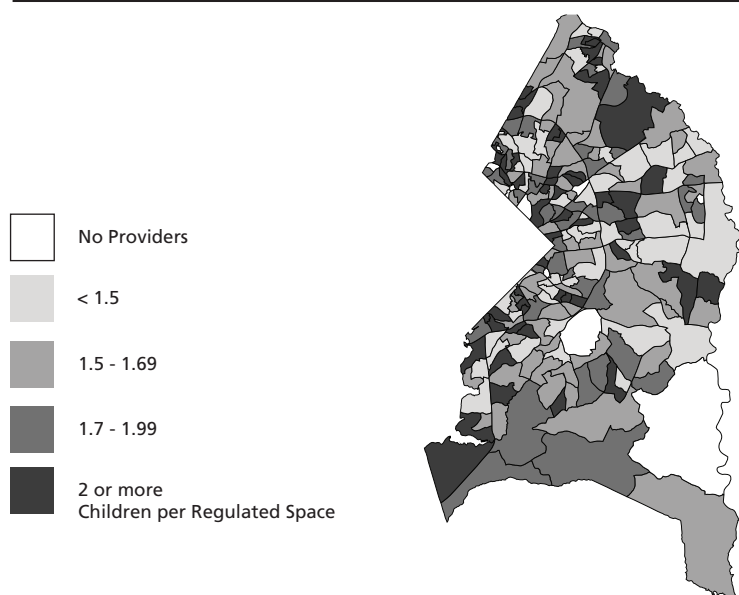 No Providers
< 1.5
1.5 - 1.69
1.7 - 1.99
2 or more
Children per Regulated Space